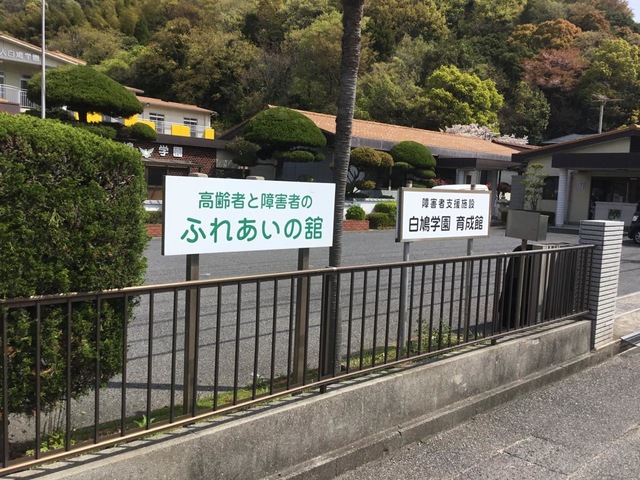 高齢者と障害者の
ふれあいの舘
障害者支援施設
白鳩学園 育成館
学園